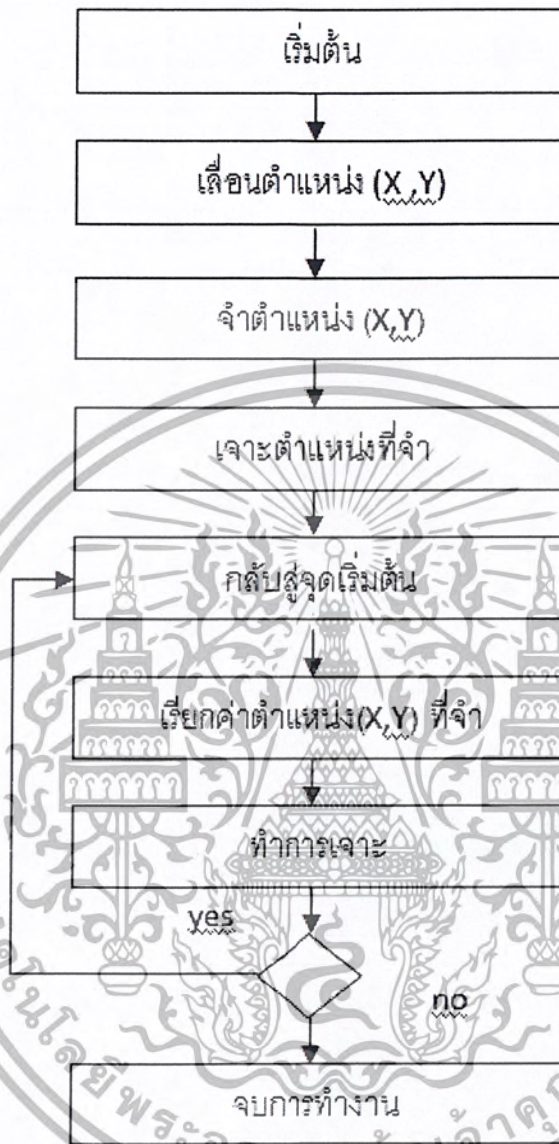 เริ่มต้น
เลื่อนตำแหน่ง (X ,Y)
จำตำแหน่ง (X,Y)
เจาะตำแหน่งที่จำ
กลับสู่จุดเริ่มต้น
เรียกค่าตำแหน่ง(X,Y) ที่จำ
ทำการเจาะ
yes
no
จบการทำงาน